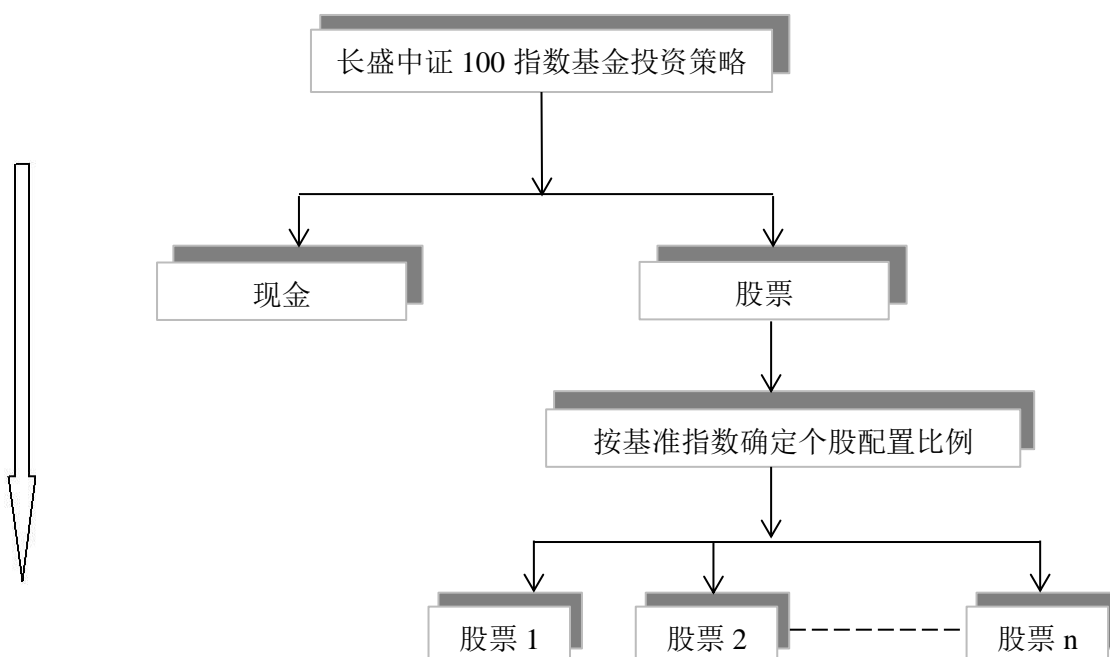 长盛中证 100 指数基金投资策略
现金
股票
按基准指数确定个股配置比例
股票 1
股票 2
股票 n